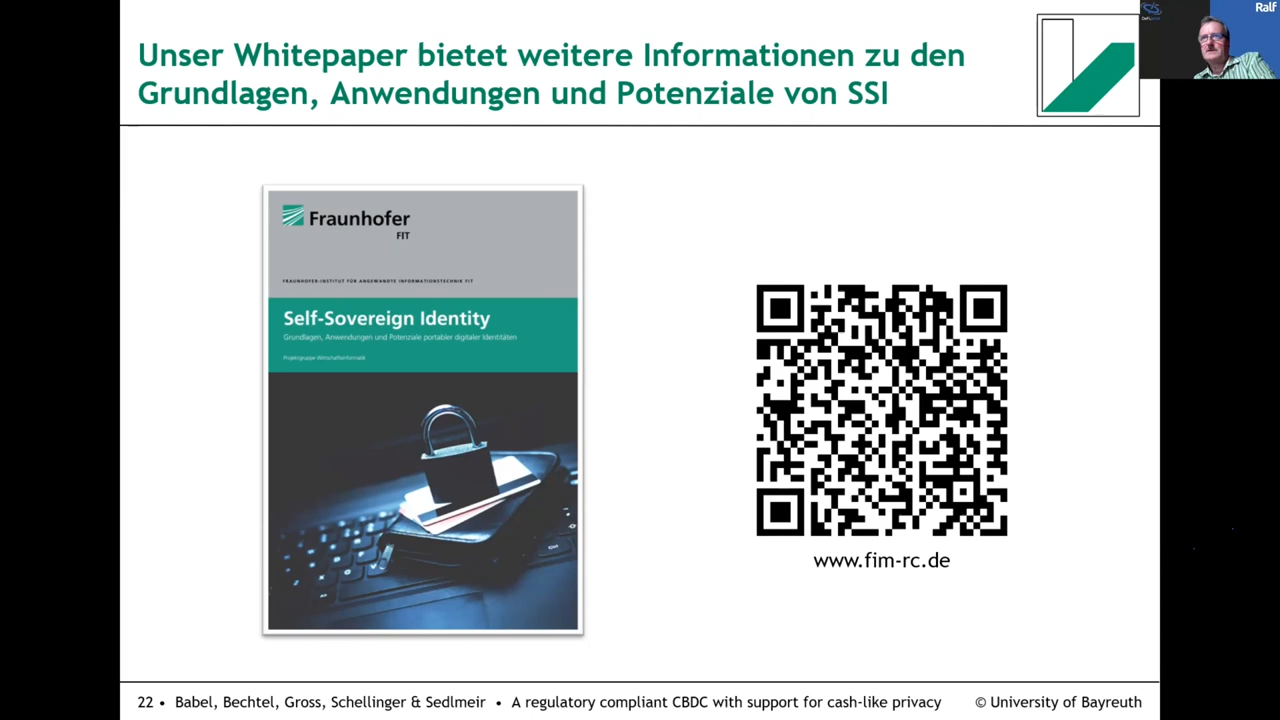 Unser Whitepaper bietet weitere Informationen zu den
Grundlagen, Anwendungen und Potenziale von SSI
Ralf
Fraunhofer
FIT
FRAUNHOFER-INSTITUT FÜR ANGEWANDTE INFORMATIONSTECHNIK FIT
Self-Sovereign Identity
Grundlagen, Anwendungen und Potenziale portabler digitaler Identitäten
Projektgruppe Wirtschaftsinformatik
www.fim-rc.de
22 • Babel, Bechtel, Gross, Schellinger & Sedlmeir • A regulatory compliant CBDC with support for cash-like privacy © University of Bayreuth